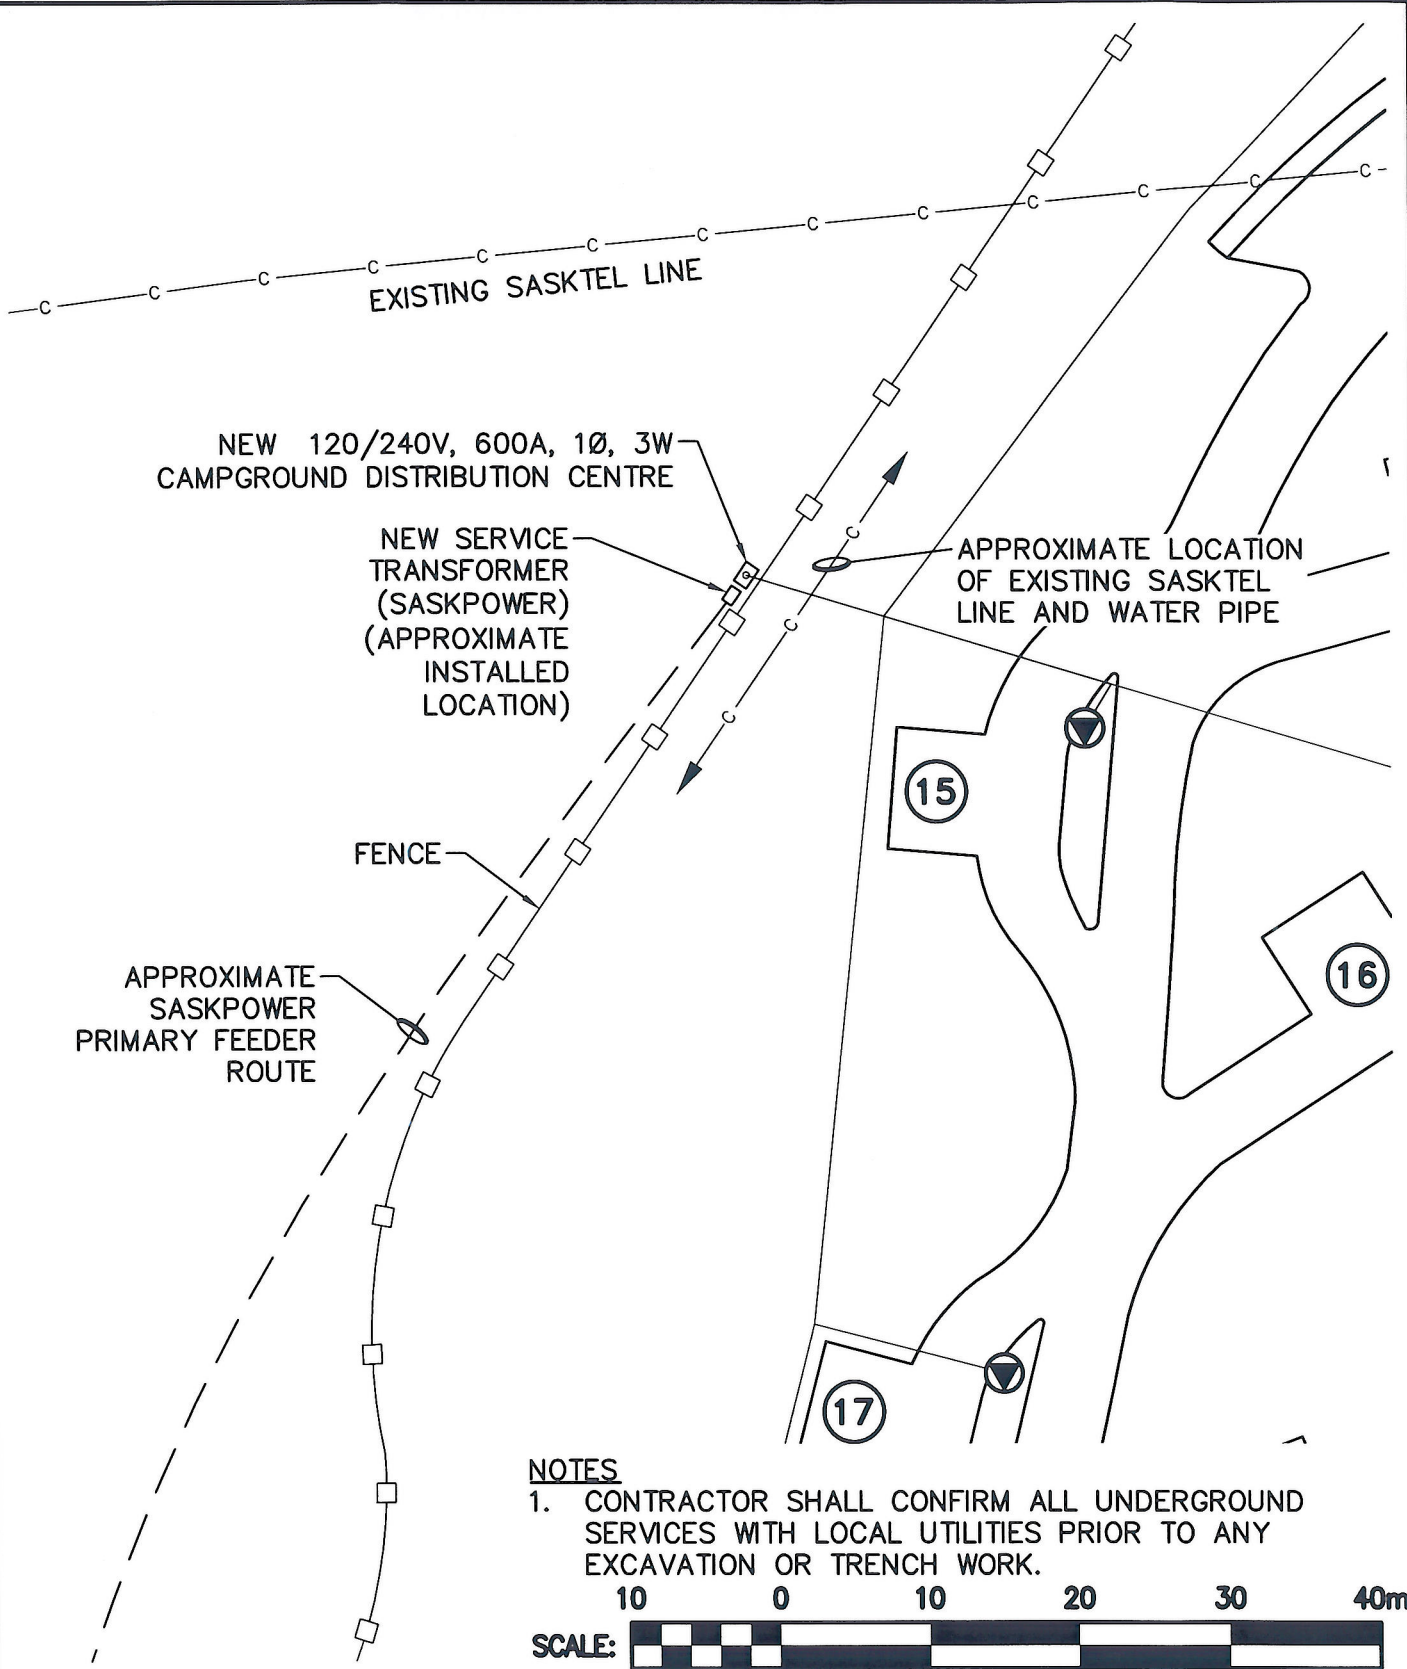 C C C C C C C C C C C C C
EXISTING SASKTEL LINE
NEW 120/240V, 600A, 1Ø, 3W
CAMPGROUND DISTRIBUTION CENTRE
NEW SERVICE
TRANSFORMER
(SASKPOWER)
(APPROXIMATE
INSTALLED
LOCATION)
C
C
C
APPROXIMATE LOCATION
OF EXISTING SASKTEL
LINE AND WATER PIPE
15
FENCE
16
APPROXIMATE
SASKPOWER
PRIMARY FEEDER
ROUTE
17
NOTES
1. CONTRACTOR SHALL CONFIRM ALL UNDERGROUND
SERVICES WITH LOCAL UTILITIES PRIOR TO ANY
EXCAVATION OR TRENCH WORK.
10 0 10 20 30 40m
SCALE: